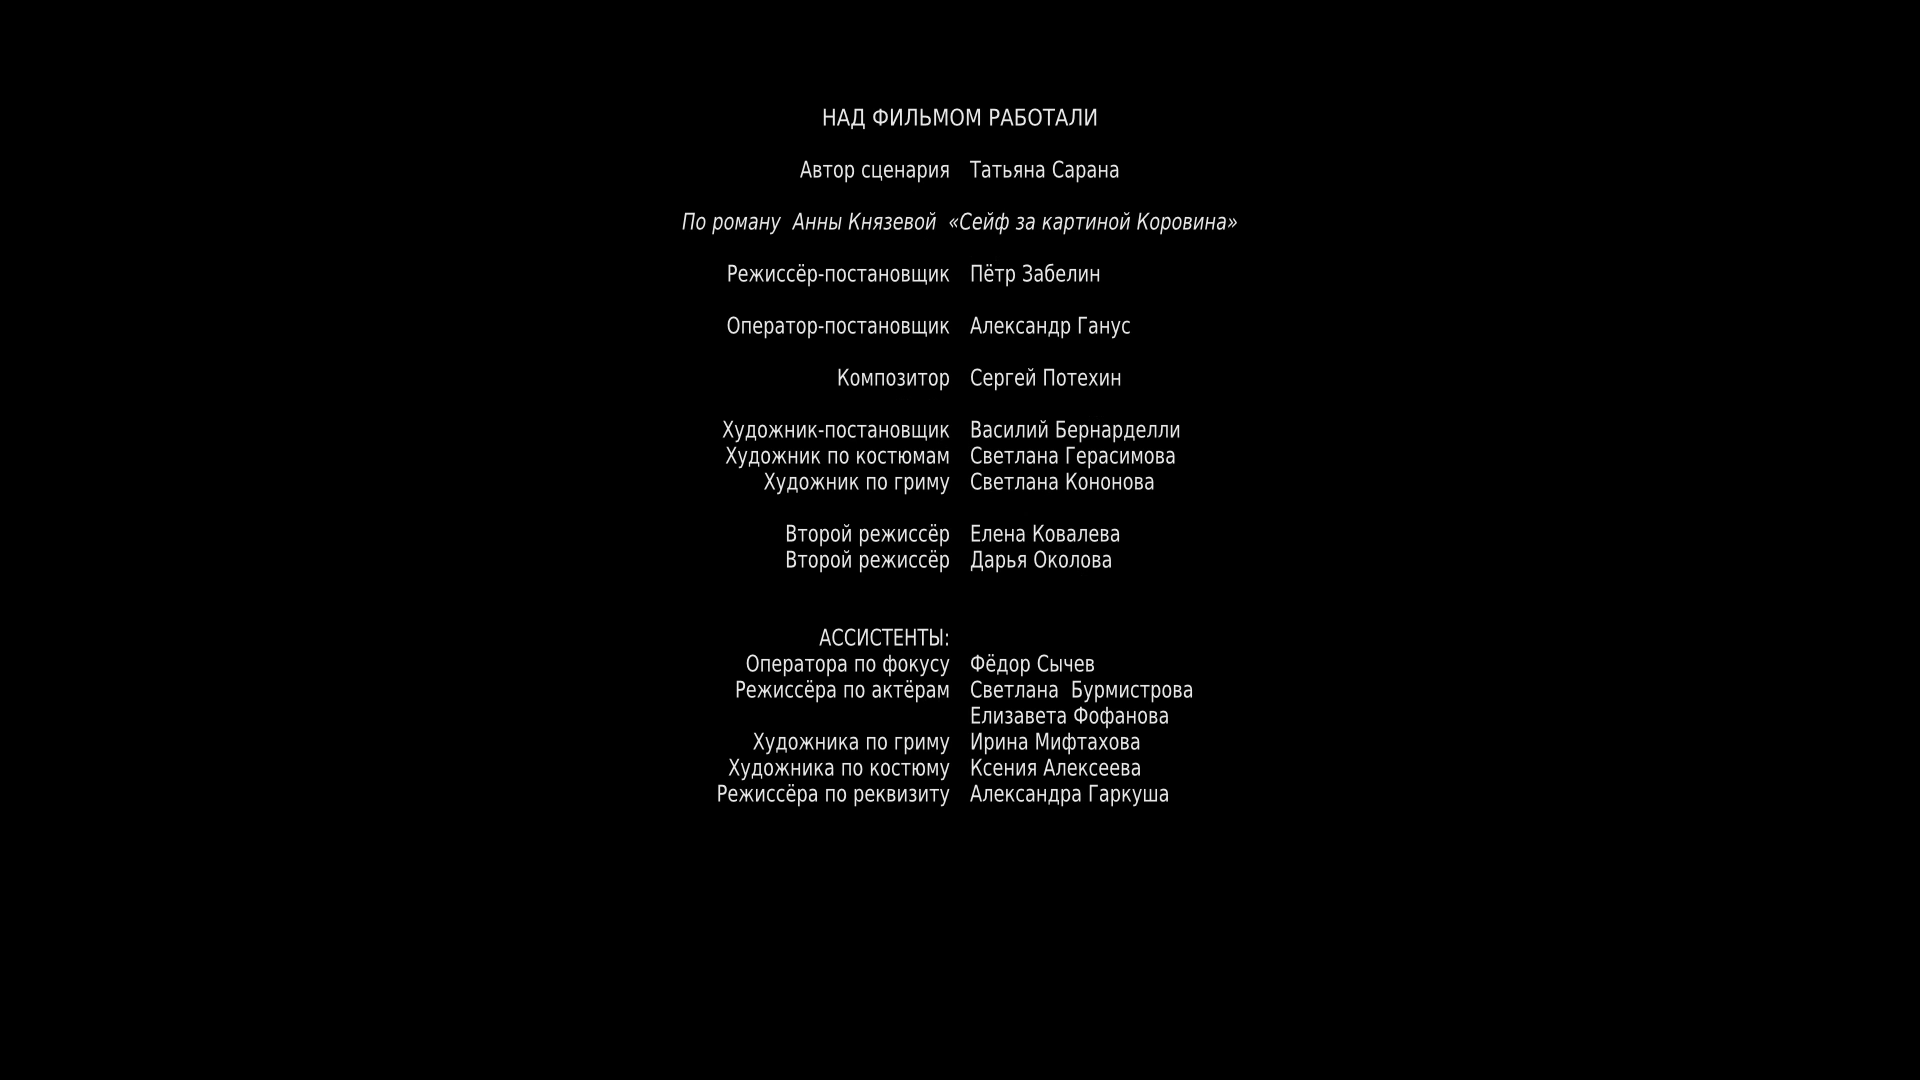 НАД ФИЛЬМОМ РАБОТАЛИ
Автор сценария Татьяна Сарана
По роману Анны Князевой «Сейф за картиной Коровина»
Режиссёр-постановщик Пётр Забелин
Оператор-постановщик Александр Ганус
Композитор Сергей Потехин
Художник-постановщик Василий Бернарделли
Художник по костюмам Светлана Герасимова
Художник по гриму Светлана Кононова
Второй режиссёр Елена Ковалева
Второй режиссёр Дарья Околова
АССИСТЕНТЫ:
Оператора по фокусу Фёдор Сычев
Режиссёра по актёрам Светлана Бурмистрова
Елизавета Фофанова
Художника по гриму Ирина Мифтахова
Художника по костюму Ксения Алексеева
Режиссёра по реквизиту Александра Гаркуша